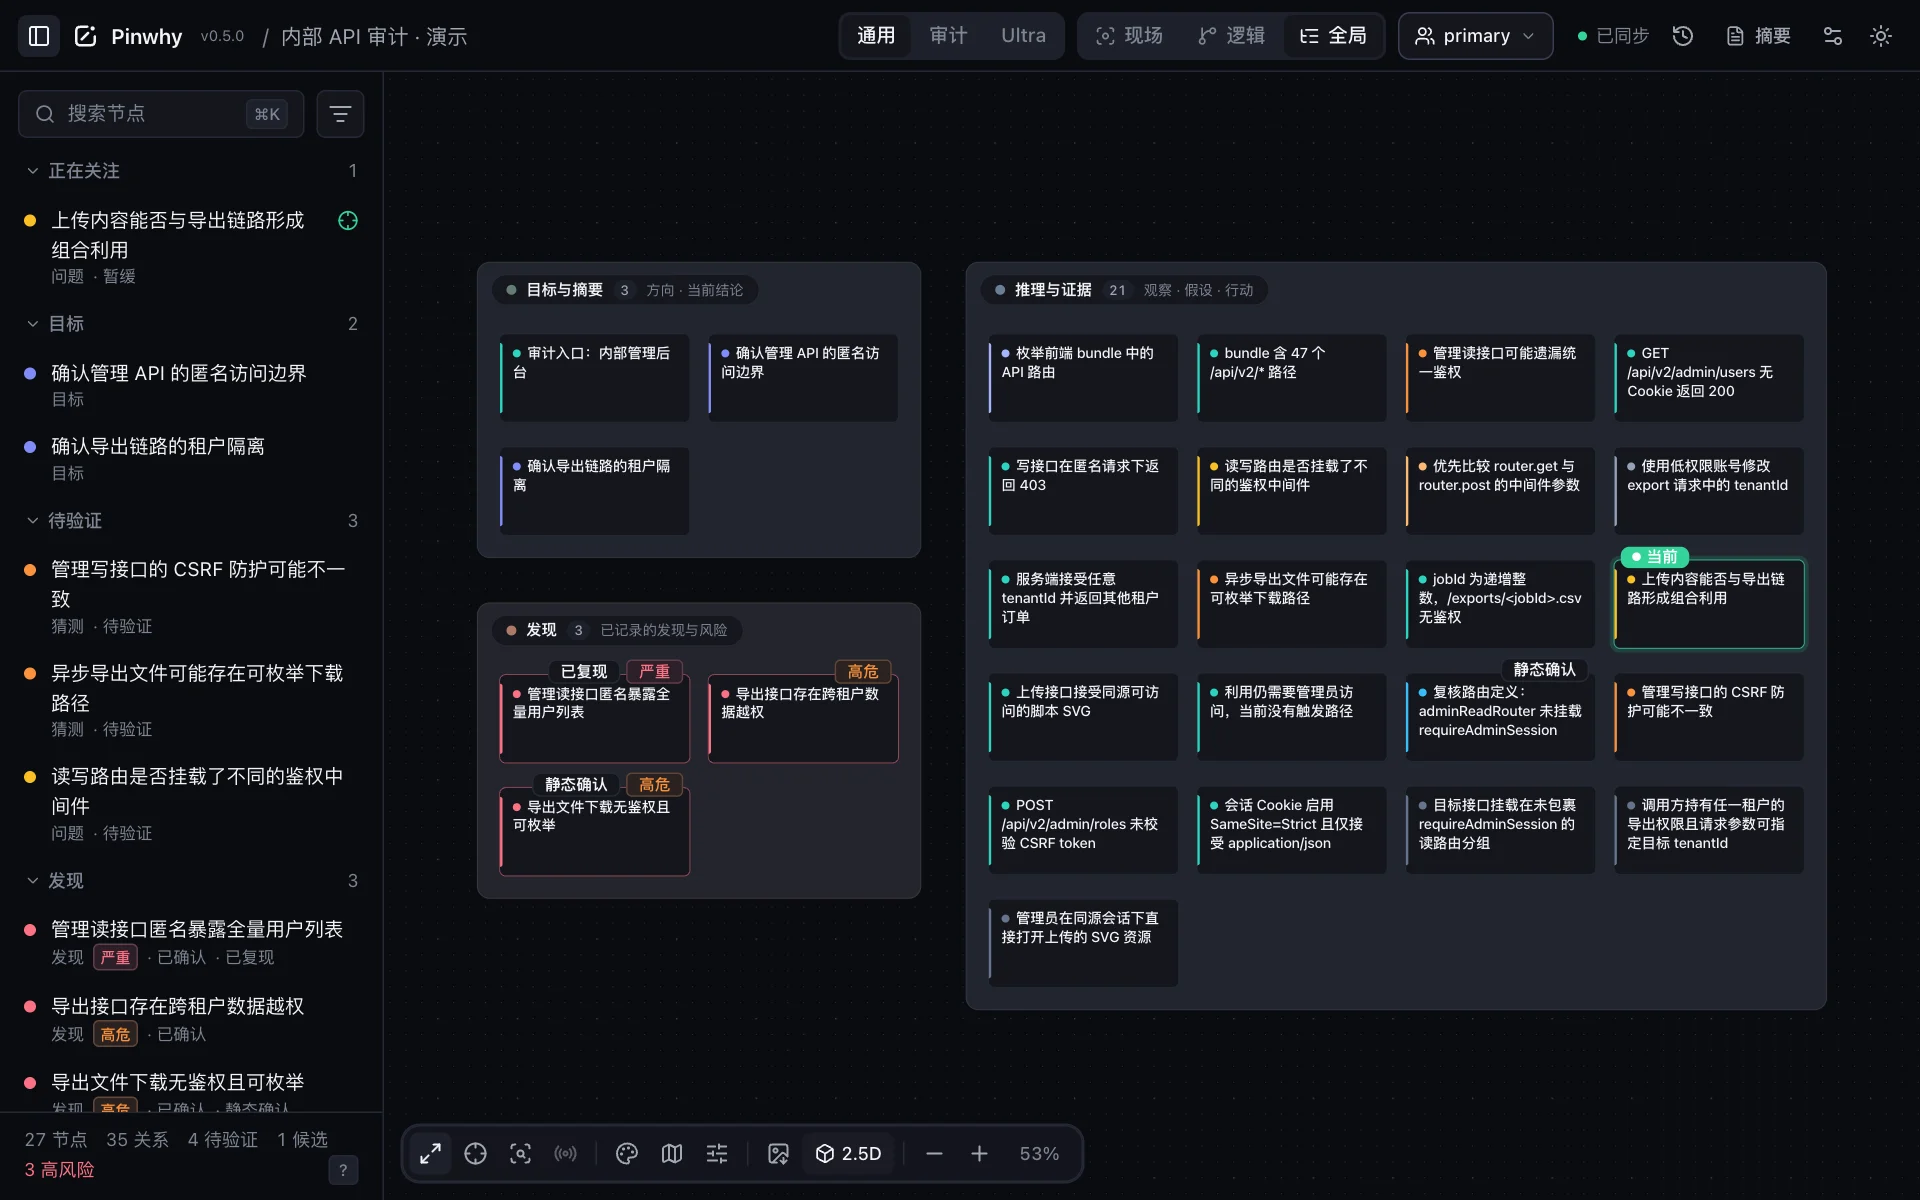 Pinwhy v0.5.0 / 内部 API 审计 · 演示
通用 审计 Ultra
现场 逻辑 全局
primary
已同步
摘要
搜索节点 ⌘K
正在关注 1
上传内容能否与导出链路形成
组合利用
问题 · 暂缓
目标 2
确认管理 API 的匿名访问边界
目标
确认导出链路的租户隔离
目标
待验证 3
管理写接口的 CSRF 防护可能不一
致
猜测 · 待验证
异步导出文件可能存在可枚举下载
路径
猜测 · 待验证
读写路由是否挂载了不同的鉴权中
间件
问题 · 待验证
发现 3
管理读接口匿名暴露全量用户列表
发现 严重 · 已确认 · 已复现
导出接口存在跨租户数据越权
发现 高危 · 已确认
导出文件下载无鉴权且可枚举
发现 高危 · 已确认 · 静态确认
27 节点 35 关系 4 待验证 1 候选
3 高风险
?
目标与摘要 3 方向 · 当前结论
审计入口：内部管理后
台
确认管理 API 的匿名访
问边界
确认导出链路的租户隔
离
发现 3 已记录的发现与风险
已复现 严重
管理读接口匿名暴露全
量用户列表
高危
导出接口存在跨租户数
据越权
静态确认 高危
导出文件下载无鉴权且
可枚举
推理与证据 21 观察 · 假设 · 行动
枚举前端 bundle 中的
API 路由
bundle 含 47 个
/api/v2/* 路径
管理读接口可能遗漏统
一鉴权
GET
/api/v2/admin/users 无
Cookie 返回 200
写接口在匿名请求下返
回 403
读写路由是否挂载了不
同的鉴权中间件
优先比较 router.get 与
router.post 的中间件参数
使用低权限账号修改
export 请求中的 tenantId
服务端接受任意
tenantId 并返回其他租户
订单
异步导出文件可能存在
可枚举下载路径
jobId 为递增整
数，/exports/<jobId>.csv
无鉴权
当前
上传内容能否与导出链
路形成组合利用
上传接口接受同源可访
问的脚本 SVG
利用仍需要管理员访
问，当前没有触发路径
静态确认
复核路由定义：
adminReadRouter 未挂载
requireAdminSession
管理写接口的 CSRF 防
护可能不一致
POST
/api/v2/admin/roles 未校
验 CSRF token
会话 Cookie 启用
SameSite=Strict 且仅接
受 application/json
目标接口挂载在未包裹
requireAdminSession 的
读路由分组
调用方持有任一租户的
导出权限且请求参数可指
定目标 tenantId
管理员在同源会话下直
接打开上传的 SVG 资源
2.5D
53%